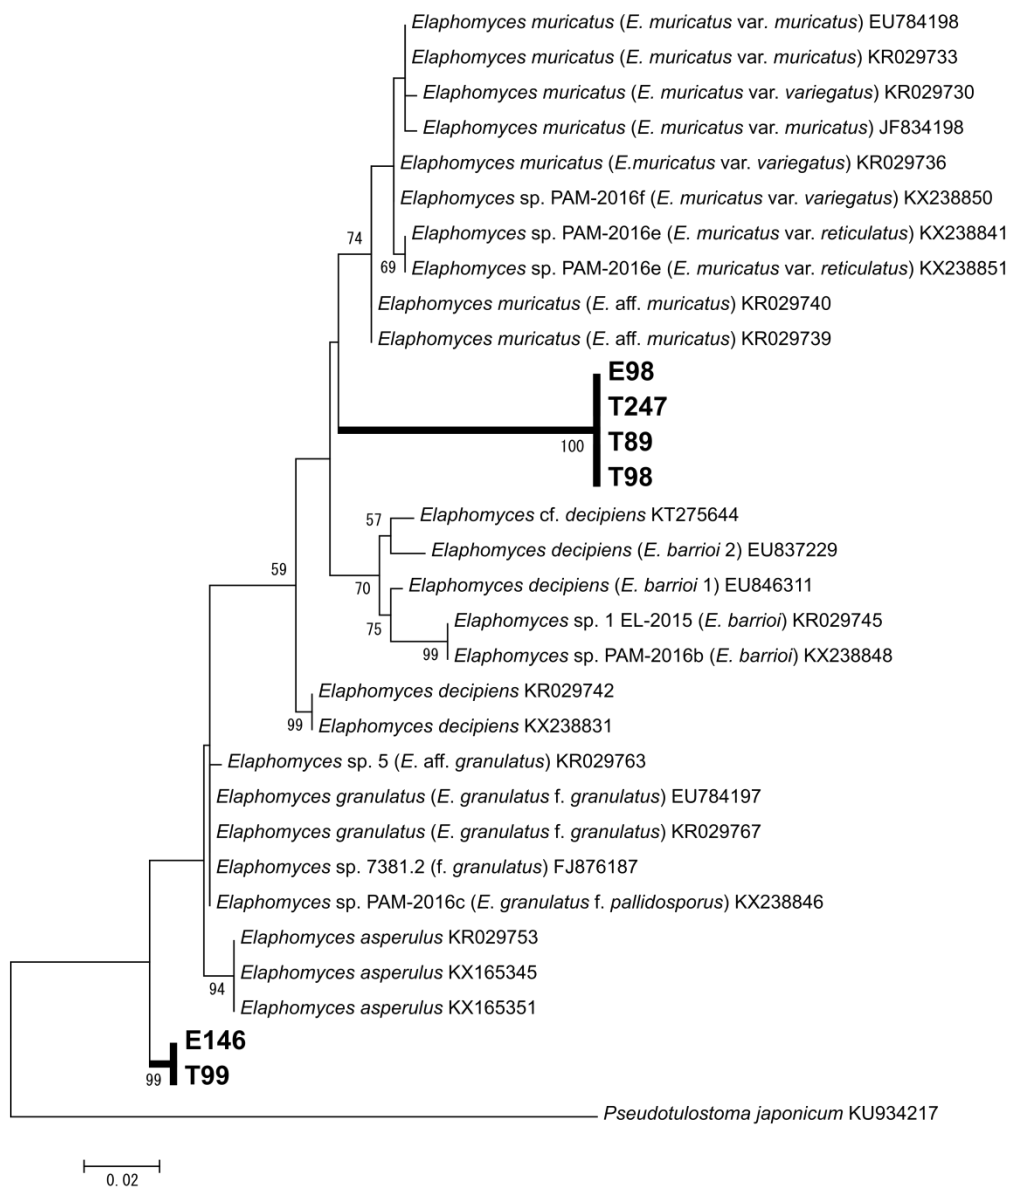 Elaphomyces muricatus (E. muricatus var. muricatus) EU784198
Elaphomyces muricatus (E. muricatus var. muricatus) KR029733
Elaphomyces muricatus (E. muricatus var. variegatus) KR029730
Elaphomyces muricatus (E. muricatus var. muricatus) JF834198
Elaphomyces muricatus (E.muricatus var. variegatus) KR029736
Elaphomyces sp. PAM-2016f (E. muricatus var. variegatus) KX238850
74
Elaphomyces sp. PAM-2016e (E. muricatus var. reticulatus) KX238841
69
Elaphomyces sp. PAM-2016e (E. muricatus var. reticulatus) KX238851
Elaphomyces muricatus (E. aff. muricatus) KR029740
Elaphomyces muricatus (E. aff. muricatus) KR029739
E98
T247
T89
100
T98
57
Elaphomyces cf. decipiens KT275644
Elaphomyces decipiens (E. barrioi 2) EU837229
59
70
Elaphomyces decipiens (E. barrioi 1) EU846311
75
Elaphomyces sp. 1 EL-2015 (E. barrioi) KR029745
99
Elaphomyces sp. PAM-2016b (E. barrioi) KX238848
Elaphomyces decipiens KR029742
99
Elaphomyces decipiens KX238831
Elaphomyces sp. 5 (E. aff. granulatus) KR029763
Elaphomyces granulatus (E. granulatus f. granulatus) EU784197
Elaphomyces granulatus (E. granulatus f. granulatus) KR029767
Elaphomyces sp. 7381.2 (f. granulatus) FJ876187
Elaphomyces sp. PAM-2016c (E. granulatus f. pallidosporus) KX238846
Elaphomyces asperulus KR029753
Elaphomyces asperulus KX165345
94
Elaphomyces asperulus KX165351
E146
99
T99
Pseudotulostoma japonicum KU934217
0.02